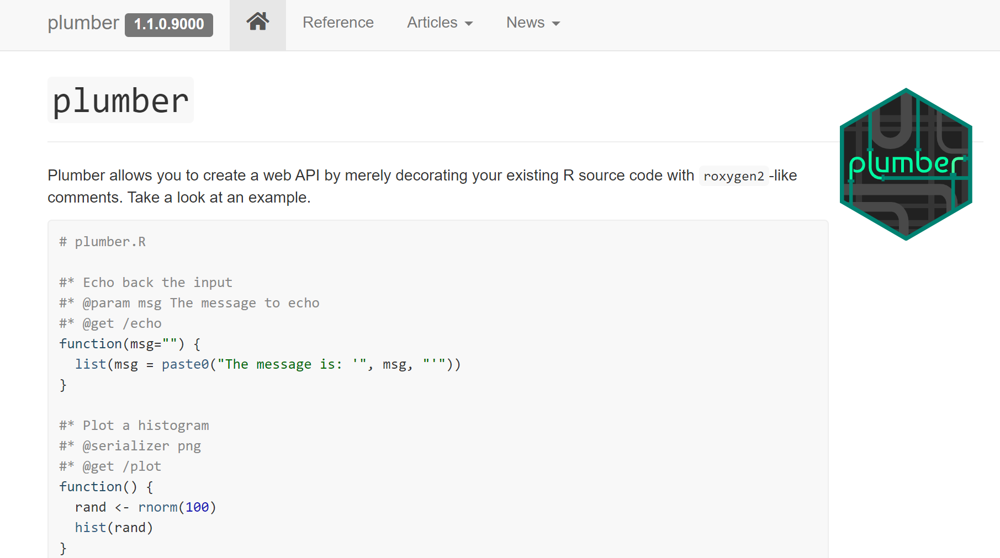 plumber 1.1.0.9000 Reference Articles News
plumber
plumber
Plumber allows you to create a web API by merely decorating your existing R source code with roxygen2-like
comments. Take a look at an example.
# plumber.R
#* Echo back the input
#* @param msg The message to echo
#* @get /echo
function(msg="") {
  list(msg = paste0("The message is: '", msg, "'"))
}
#* Plot a histogram
#* @serializer png
#* @get /plot
function() {
  rand <- rnorm(100)
  hist(rand)
}